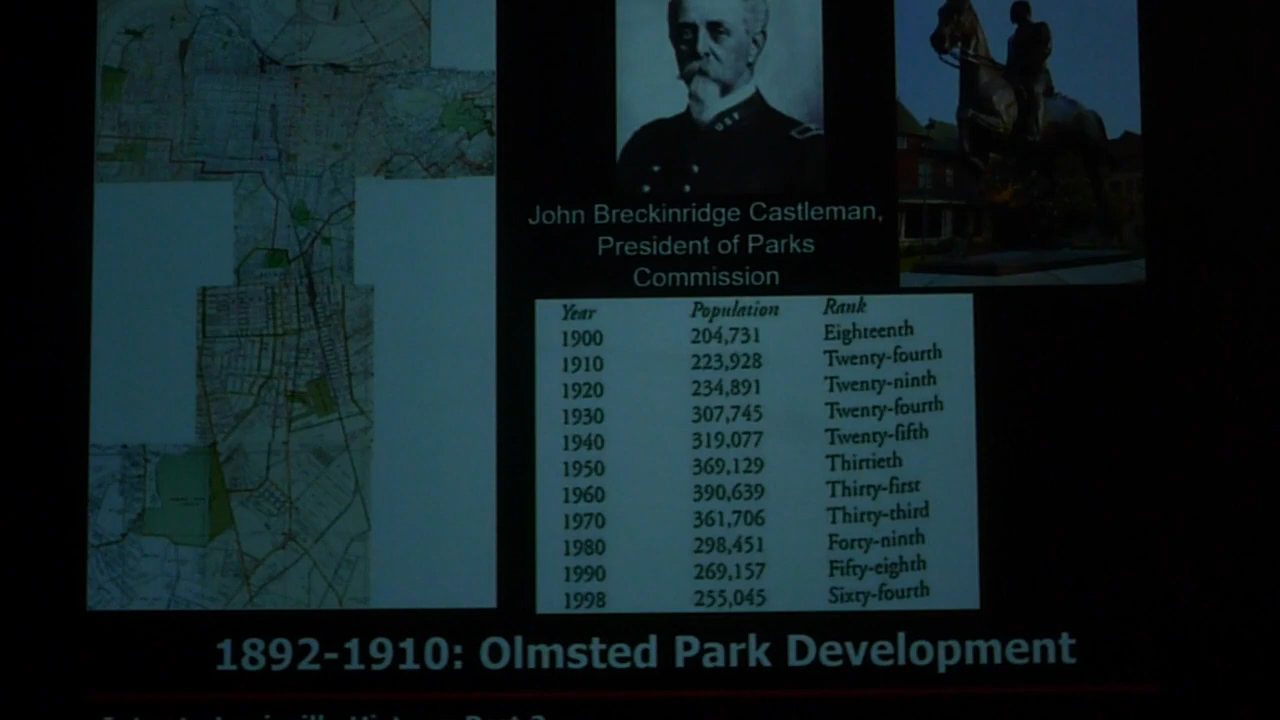 USV
John Breckinridge Castleman,
President of Parks
Commission
Year Population Rank
1900 204,731 Eighteenth
1910 223,928 Twenty-fourth
1920 234,891 Twenty-ninth
1930 307,745 Twenty-fourth
1940 319,077 Twenty-fifth
1950 369,129 Thirtieth
1960 390,639 Thirty-first
1970 361,706 Thirty-third
1980 298,451 Forty-ninth
1990 269,157 Fifty-eighth
1998 255,045 Sixty-fourth
1892-1910: Olmsted Park Development